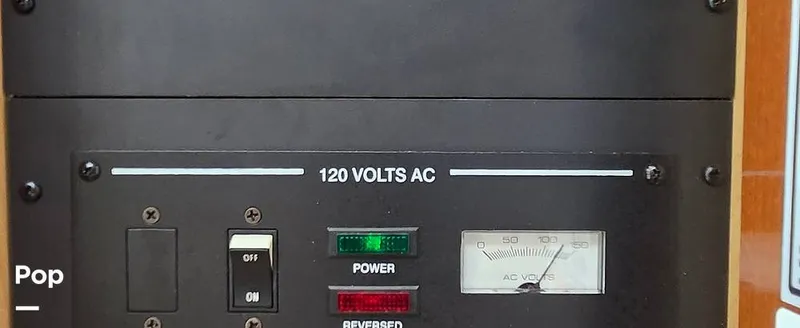 120 VOLTS AC
OFF
ON
POWER
REVERSED
0 50 100 150
AC VOLTS
Pop